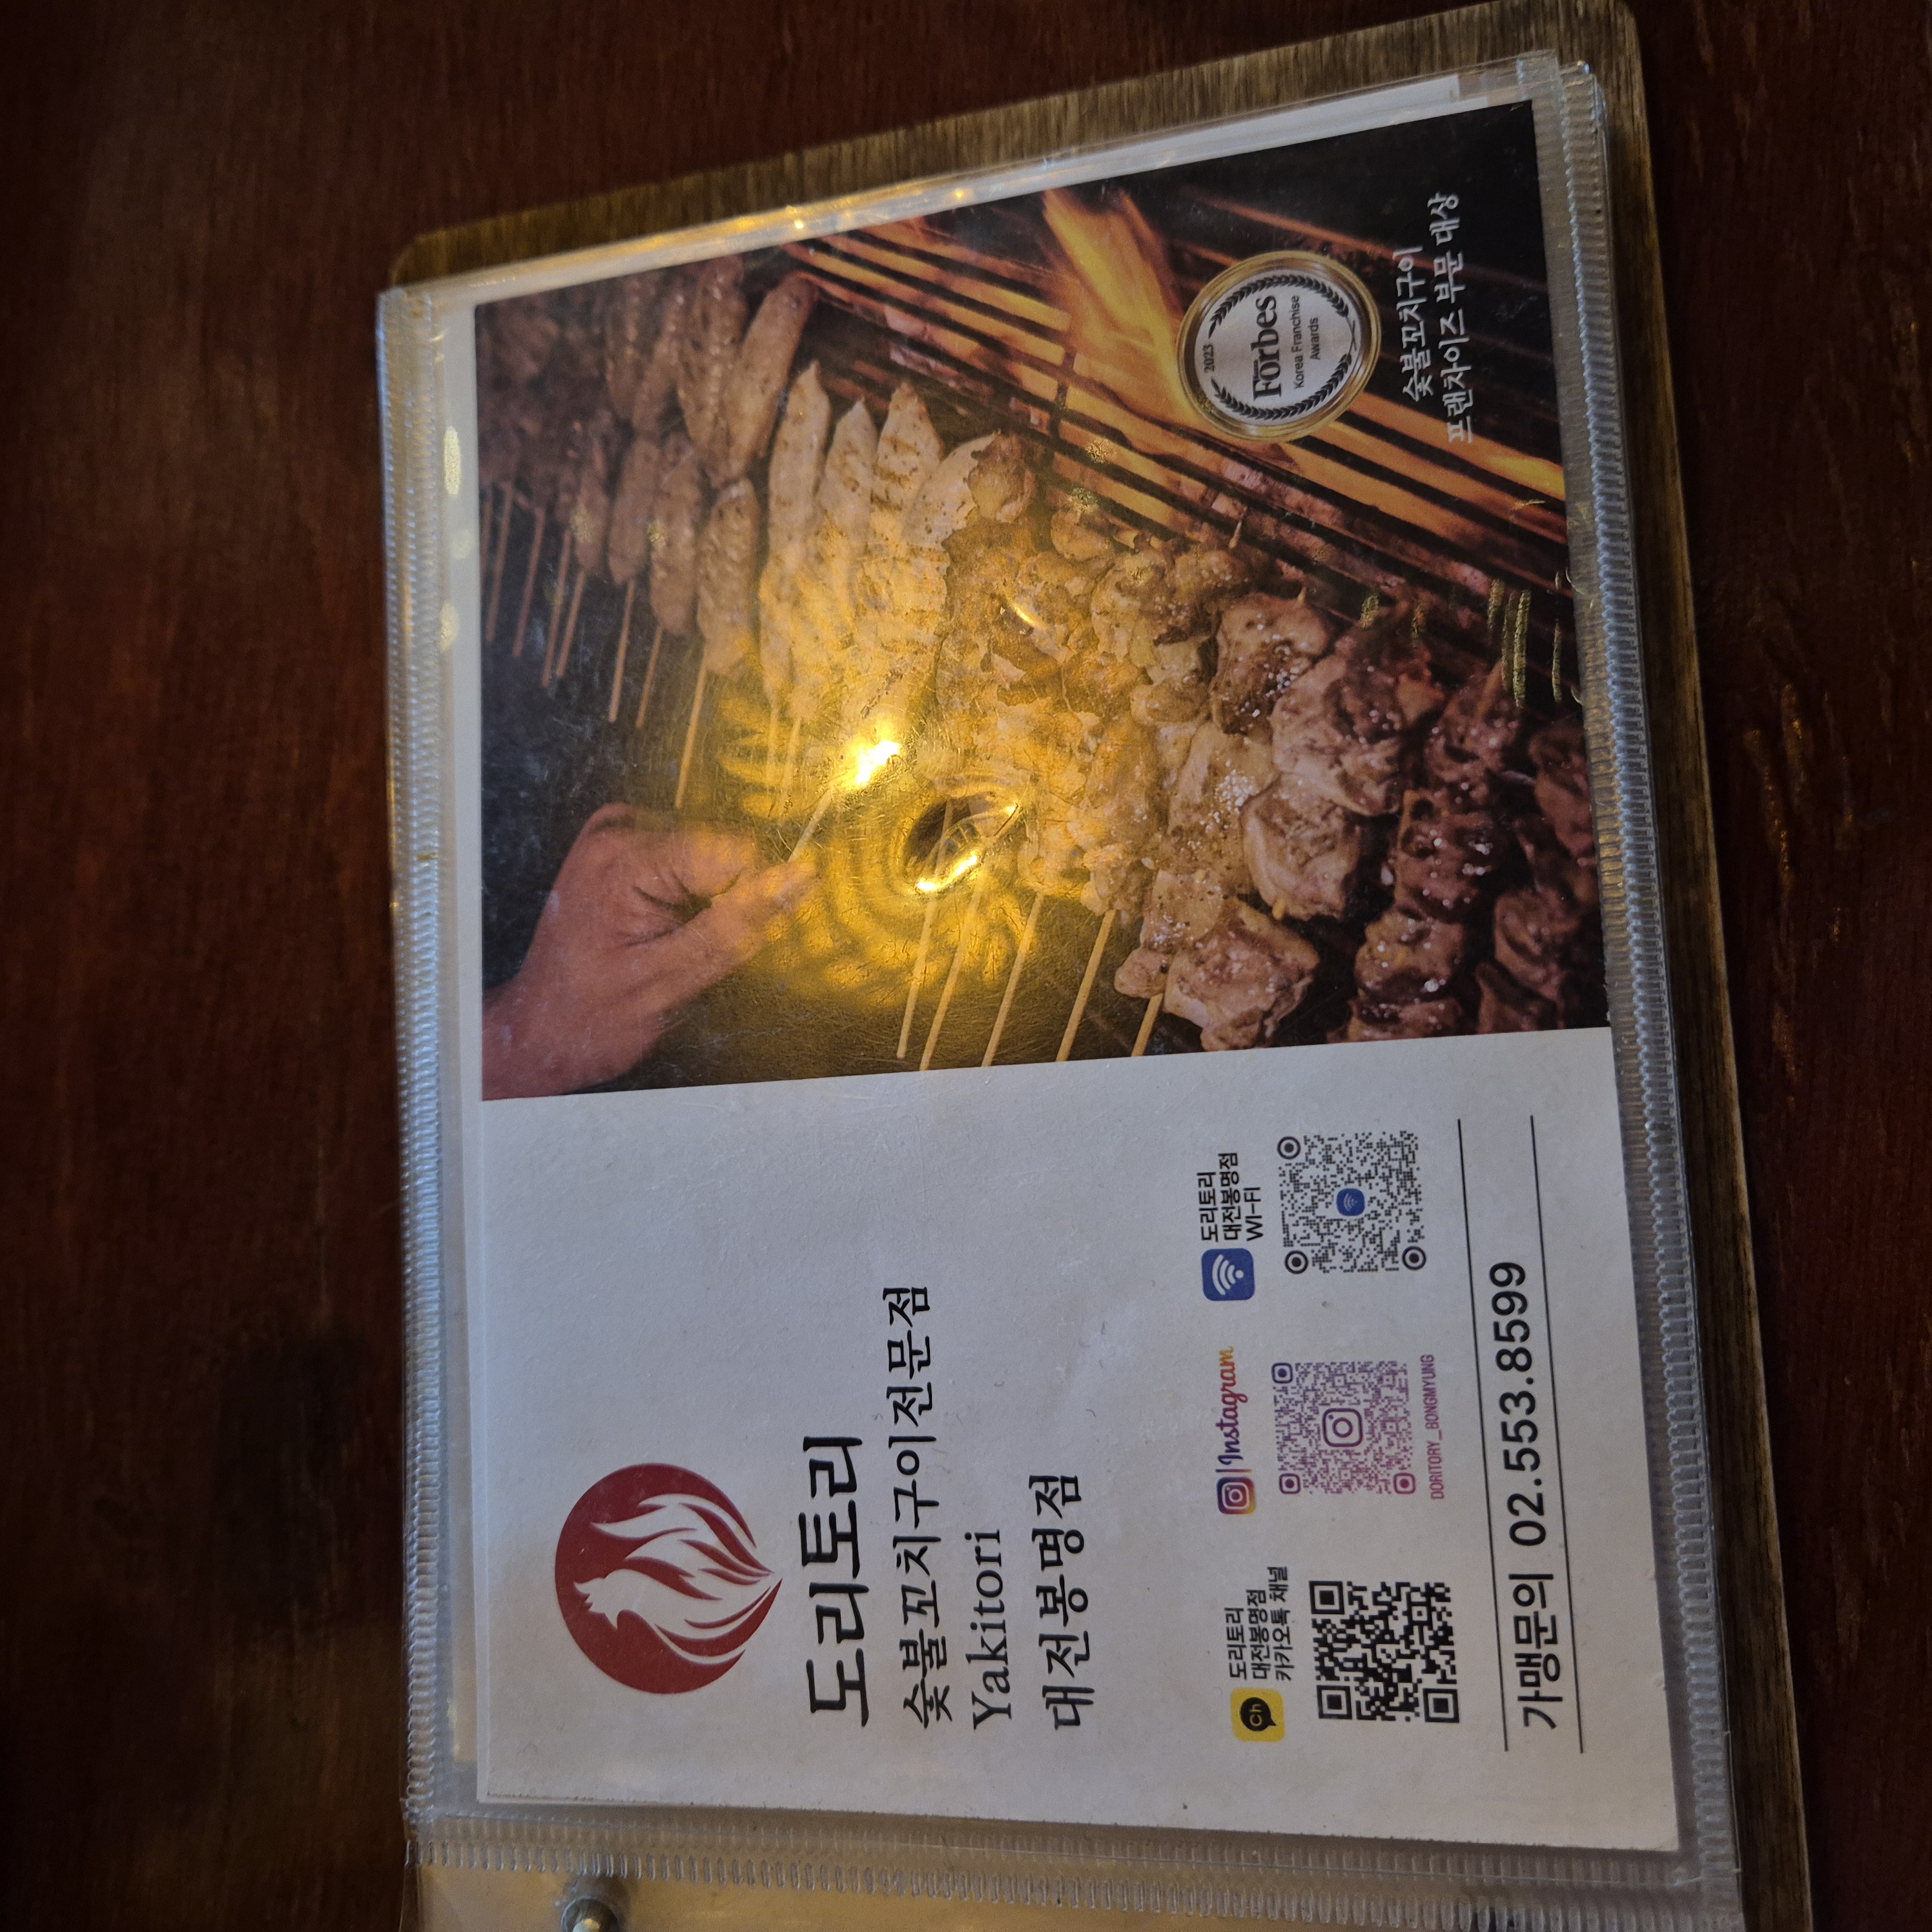 도리토리
숯불꼬치구이전문점
Yakitori
대전봉명점
Ch
도리토리
대전봉명점
카카오톡 채널
Instagram
DORITORY_BONGMYUNG
도리토리
대전봉명점
WI-FI
가맹문의 02.553.8599
2023
Forbes
Korea Franchise
Awards
숯불꼬치구이
프랜차이즈 부문 대상